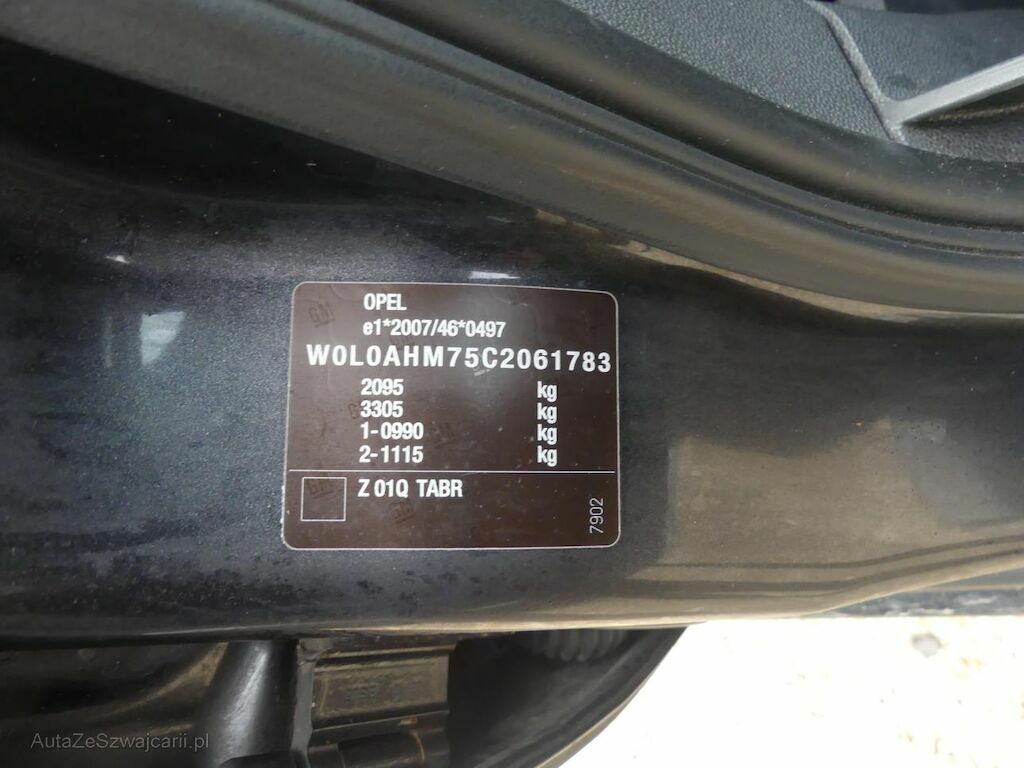 OPEL
e1*2007/46*0497
W0L0AHM75C2061783
2095 kg
3305 kg
1-0990 kg
2-1115 kg
Z 01Q TABR
7902
AutaZeSzwajcarii.pl